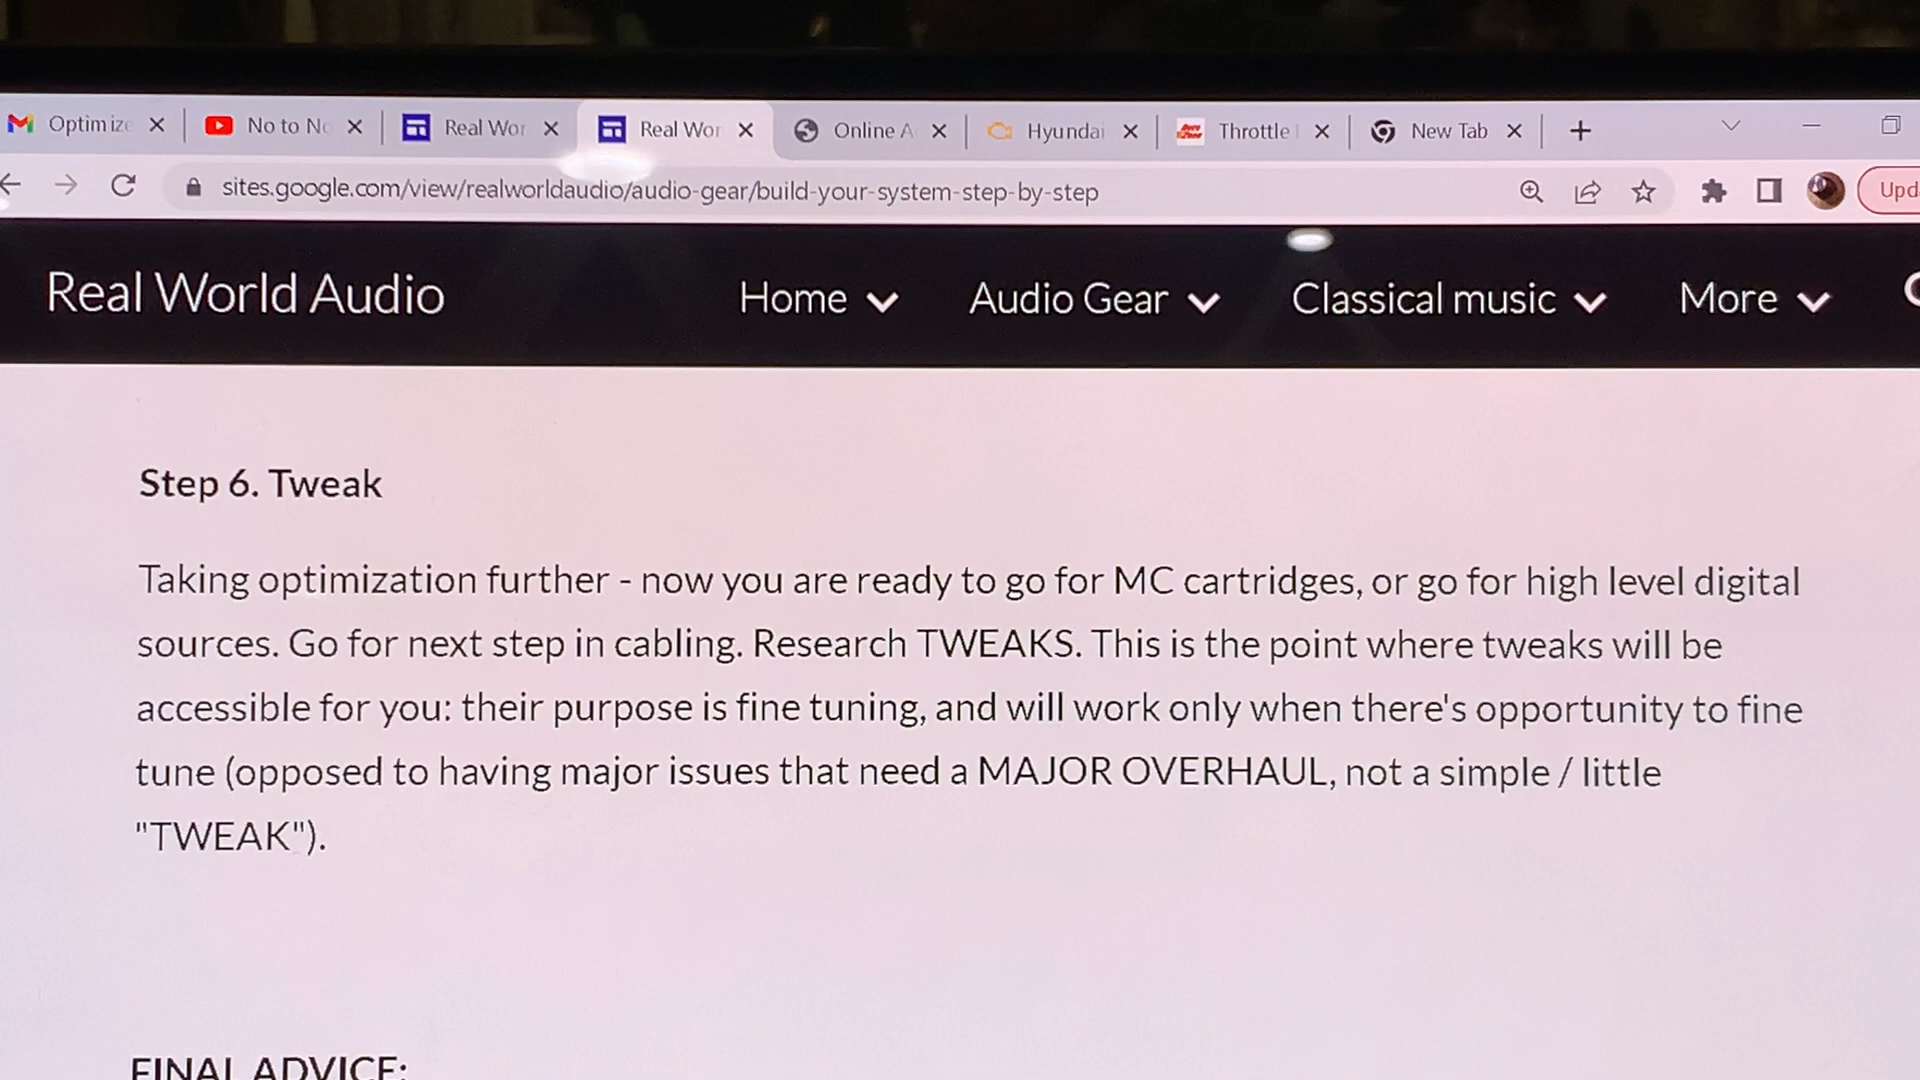 Optimize No to No Real Wor Real Wor Online A Hyundai Throttle New Tab
sites.google.com/view/realworldaudio/audio-gear/build-your-system-step-by-step Upd
Real World Audio Home Audio Gear Classical music More
Step 6. Tweak
Taking optimization further - now you are ready to go for MC cartridges, or go for high level digital
sources. Go for next step in cabling. Research TWEAKS. This is the point where tweaks will be
accessible for you: their purpose is fine tuning, and will work only when there's opportunity to fine
tune (opposed to having major issues that need a MAJOR OVERHAUL, not a simple / little
"TWEAK").
FINAL ADVICE: